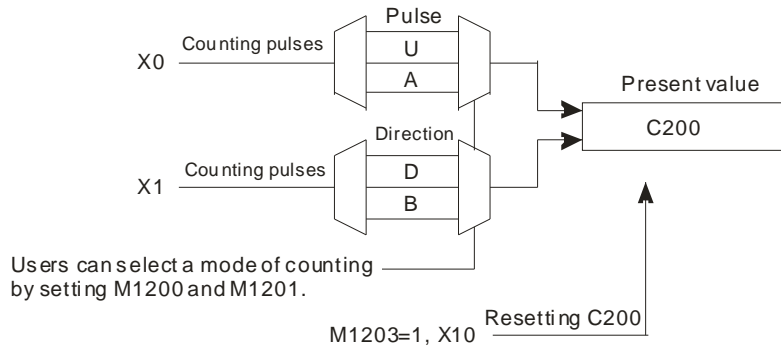 Pulse
Counting pulses
U
X0
A
Present value
C200
Direction
Counting pulses
D
X1
B
Users can select a mode of counting
by setting M1200 and M1201.
Resetting C200
M1203=1, X10